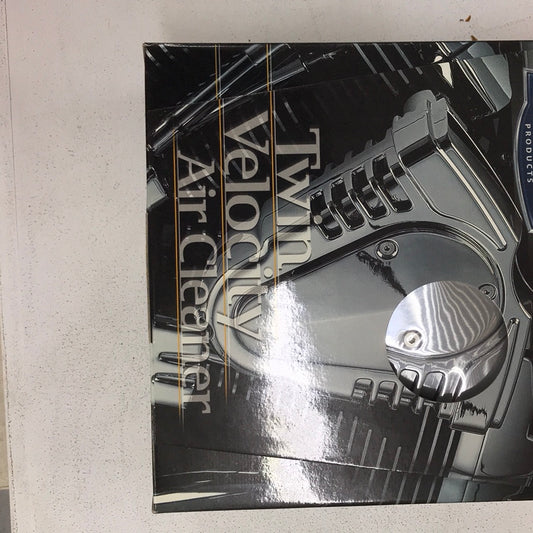 Twin
Velocity
Air Cleaner
PRODUCTS